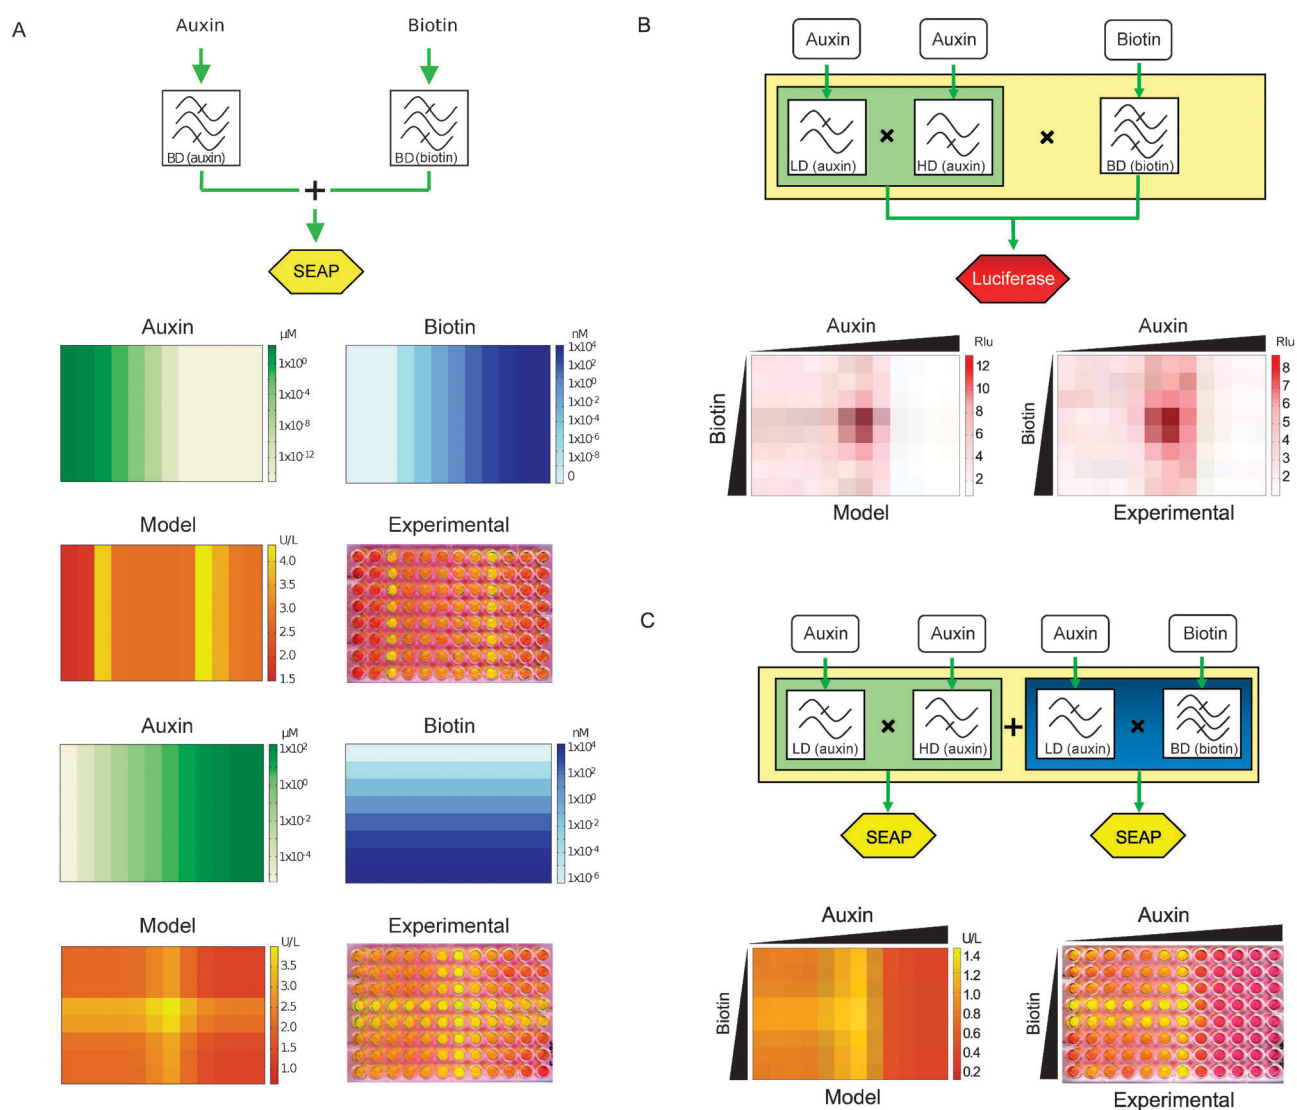 A
Auxin Biotin
BD (auxin) BD (biotin)
+
SEAP
Auxin Biotin
µM nM
1x10⁰
1x10⁻⁴
1x10⁻⁸
1x10⁻¹²
1x10⁴
1x10²
1x10⁰
1x10⁻²
1x10⁻⁴
1x10⁻⁶
1x10⁻⁸
0
Model Experimental
U/L
4.0
3.5
3.0
2.5
2.0
1.5
Auxin Biotin
µM nM
1x10²
1x10⁰
1x10⁻²
1x10⁻⁴
1x10⁴
1x10²
1x10⁰
1x10⁻²
1x10⁻⁴
1x10⁻⁶
Model Experimental
U/L
3.5
3.0
2.5
2.0
1.5
1.0
B
Auxin Auxin Biotin
LD (auxin) × HD (auxin) × BD (biotin)
Luciferase
Auxin Auxin
Rlu Rlu
Biotin
12
10
8
6
4
2
Biotin
8
7
6
5
4
3
2
Model Experimental
C
Auxin Auxin Auxin Biotin
LD (auxin) × HD (auxin) + LD (auxin) × BD (biotin)
SEAP SEAP
Auxin Auxin
U/L
Biotin
1.4
1.2
1.0
0.8
0.6
0.4
0.2
Biotin
Model Experimental